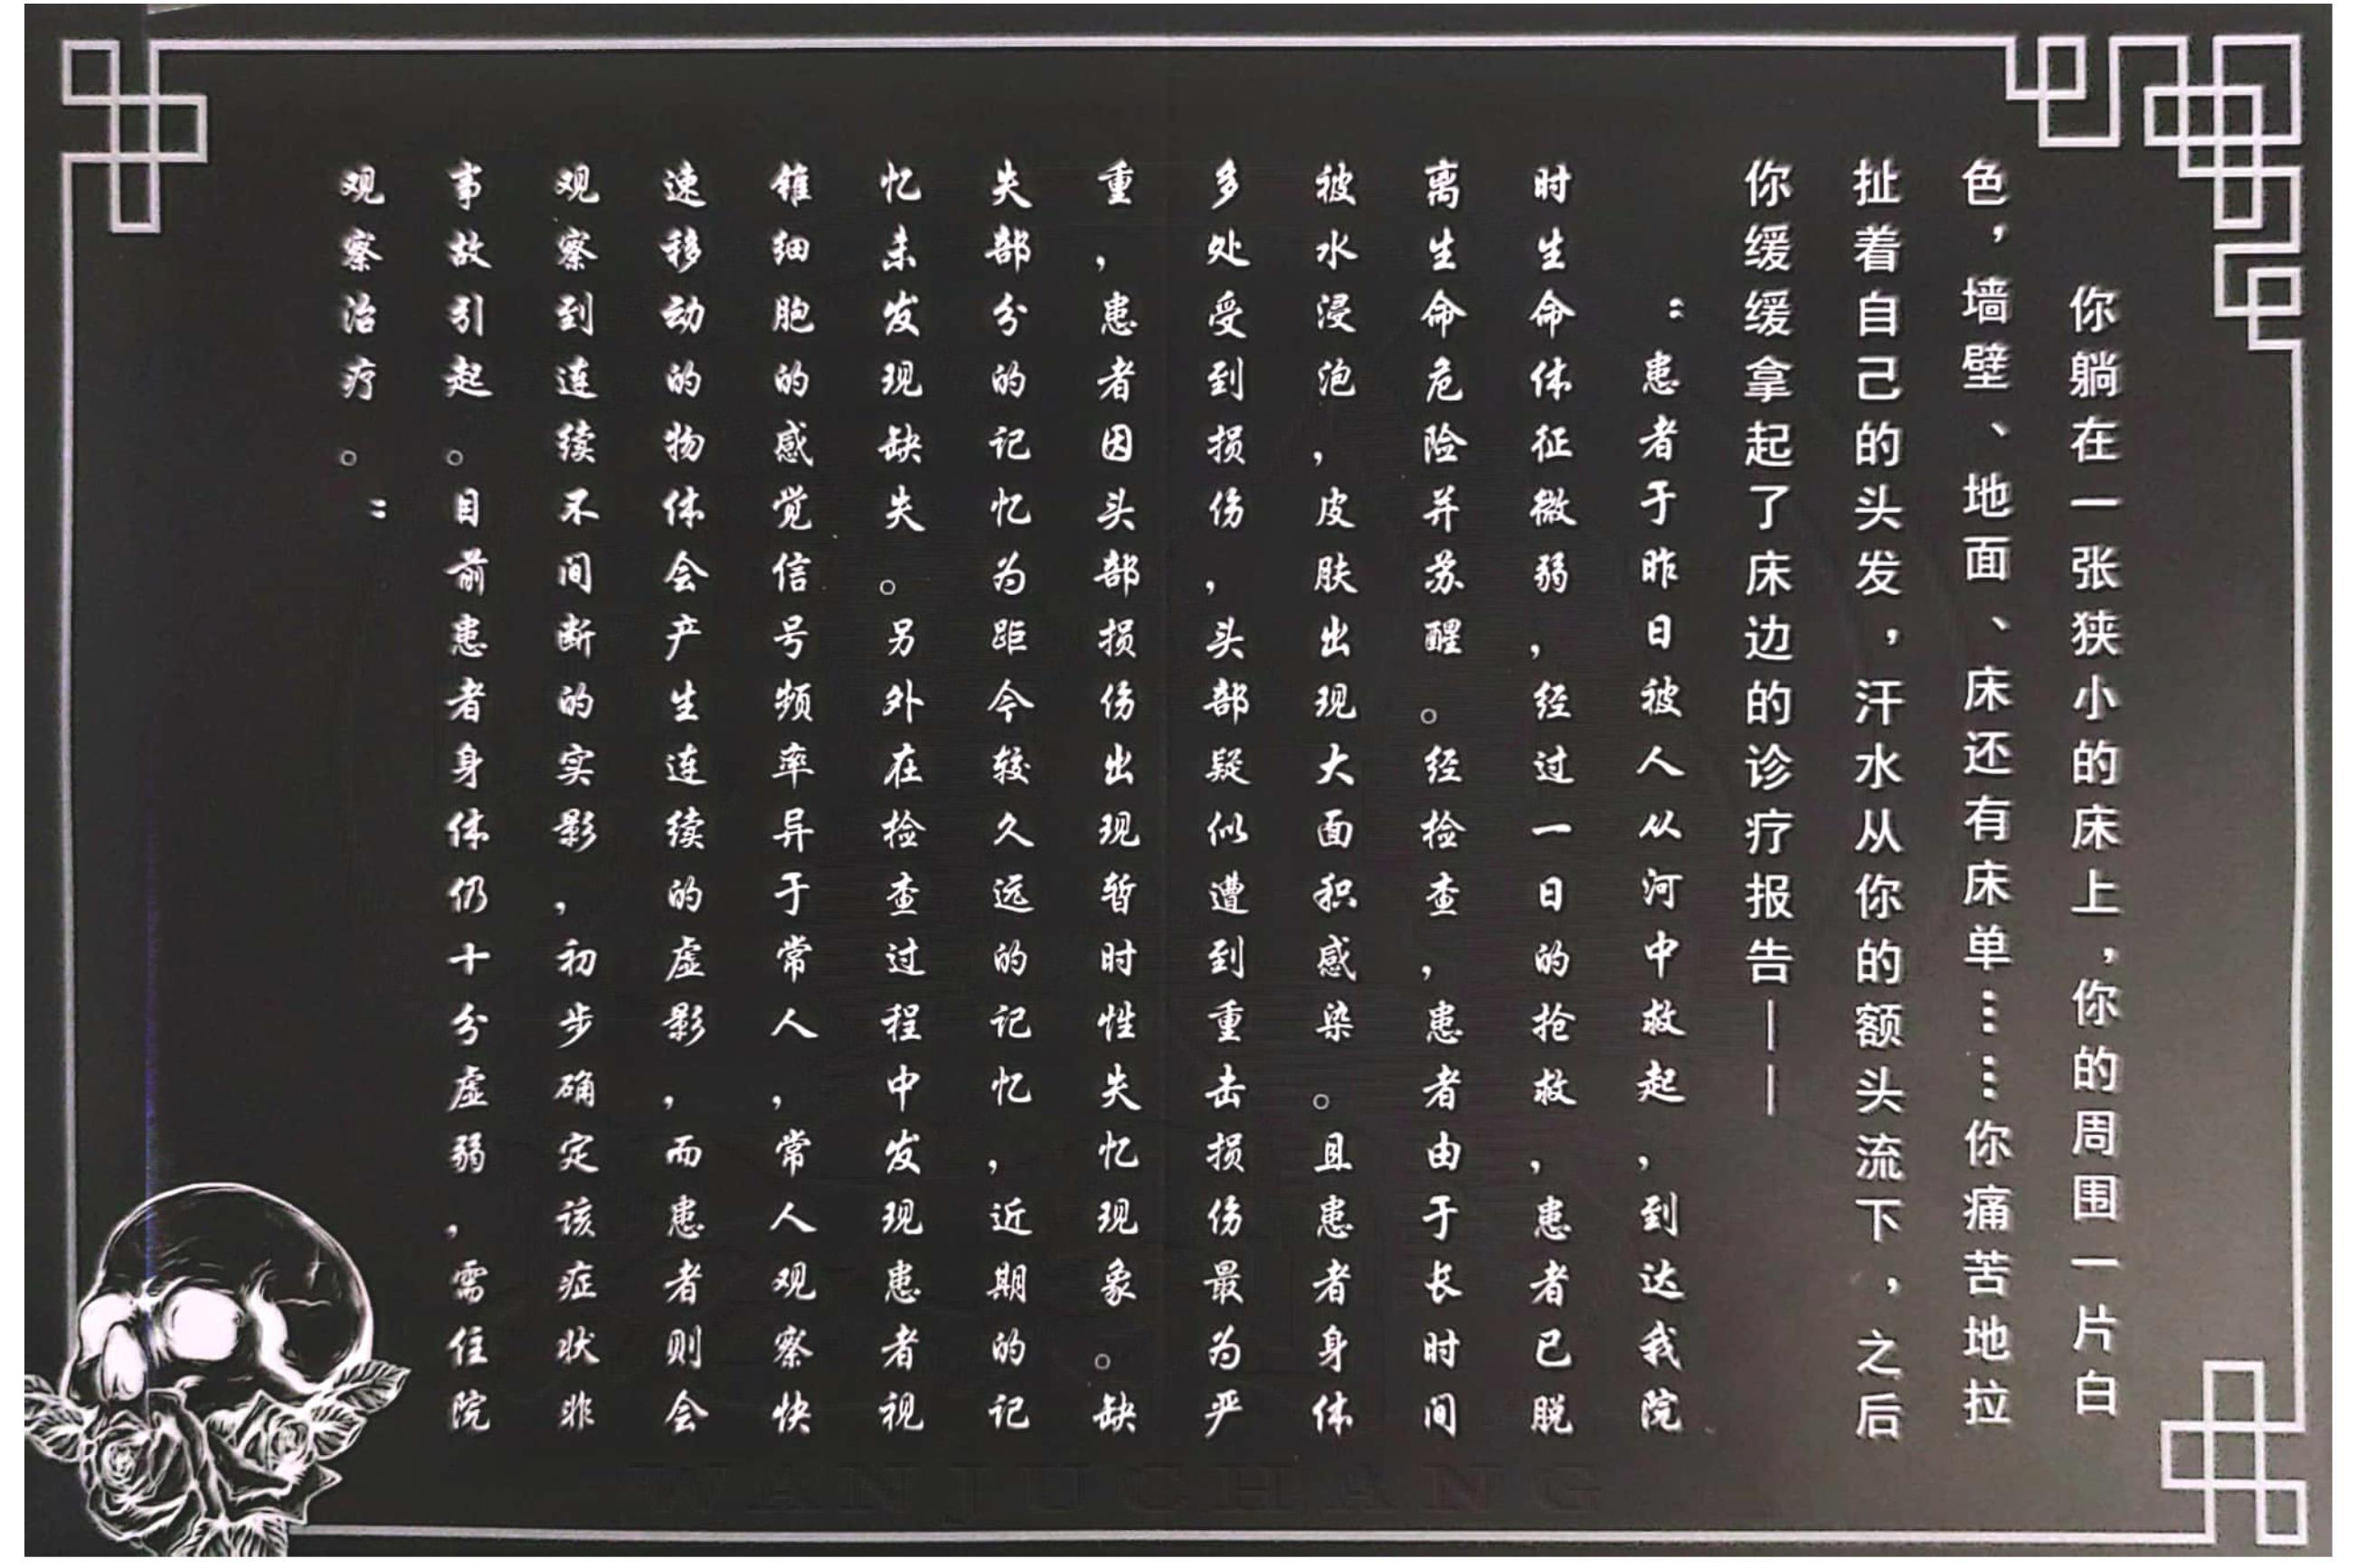 你躺在一张狭小的床上，你的周围一片白
色，墙壁、地面、床还有床单……你痛苦地拉
扯着自己的头发，汗水从你的额头流下，之后
你缓缓拿起了床边的诊疗报告——
：患者于昨日被人从河中救起，到达我院
时生命体征微弱，经过一日的抢救，患者已脱
离生命危险并苏醒。经检查，患者由于长时间
被水浸泡，皮肤出现大面积感染。且患者身体
多处受到损伤，头部疑似遭到重击损伤最为严
重，患者因头部损伤出现暂时性失忆现象。缺
失部分的记忆为距今较久远的记忆，近期的记
忆未发现缺失。另外在检查过程中发现患者视
锥细胞的感觉信号频率异于常人，常人观察快
速移动的物体会产生连续的虚影，而患者则会
观察到连续不间断的实影，初步确定该症状非
事故引起。目前患者身体仍十分虚弱，需住院
观察治疗。：
WANJUCHANG